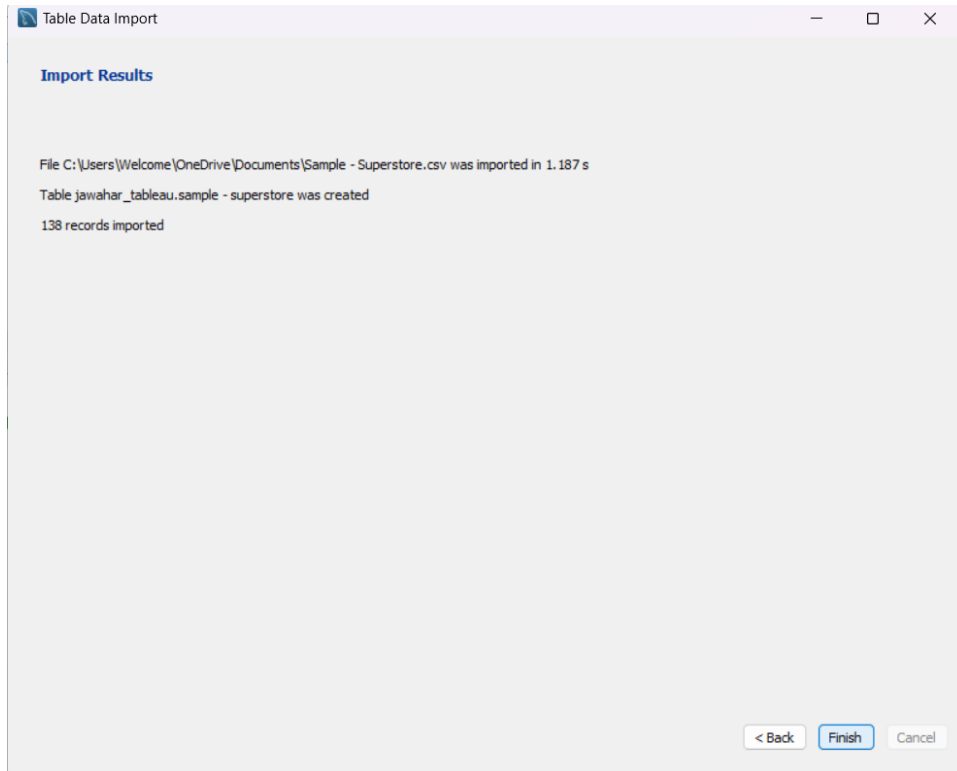 Table Data Import
Import Results
File C:\Users\Welcome\OneDrive\Documents\Sample - Superstore.csv was imported in 1.187 s
Table jawahar_tableau.sample - superstore was created
138 records imported
< Back Finish Cancel